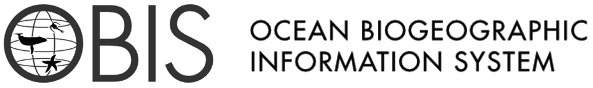 OBIS
OCEAN BIOGEOGRAPHIC
INFORMATION SYSTEM